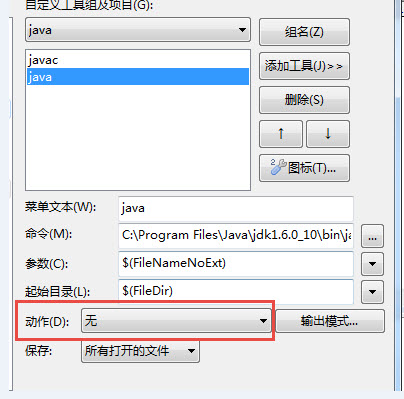 自定义工具组及项目(G):
java
组名(Z)
javac
java
添加工具(J)>>
删除(S)
↑
↓
图标(T)...
菜单文本(W):
java
命令(M):
C:\Program Files\Java\jdk1.6.0_10\bin\ja
...
参数(C):
$(FileNameNoExt)
起始目录(L):
$(FileDir)
动作(D):
无
输出模式...
保存:
所有打开的文件